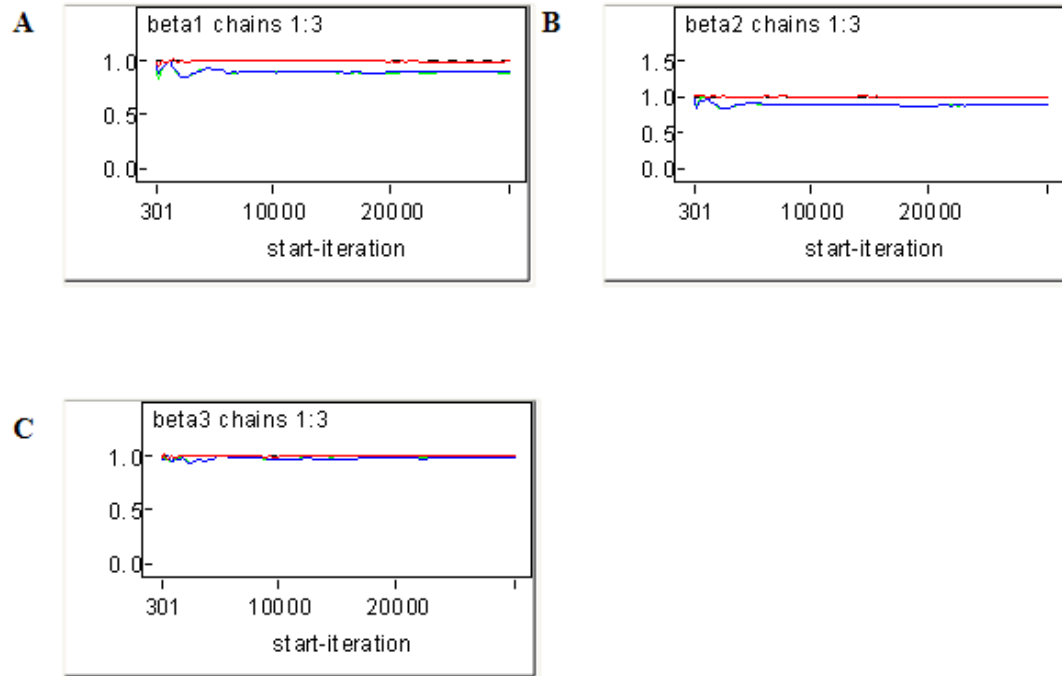 A
beta1 chains 1:3
1.0
0.5
0.0
301 10000 20000
start-iteration
B
beta2 chains 1:3
1.5
1.0
0.5
0.0
301 10000 20000
start-iteration
C
beta3 chains 1:3
1.0
0.5
0.0
301 10000 20000
start-iteration